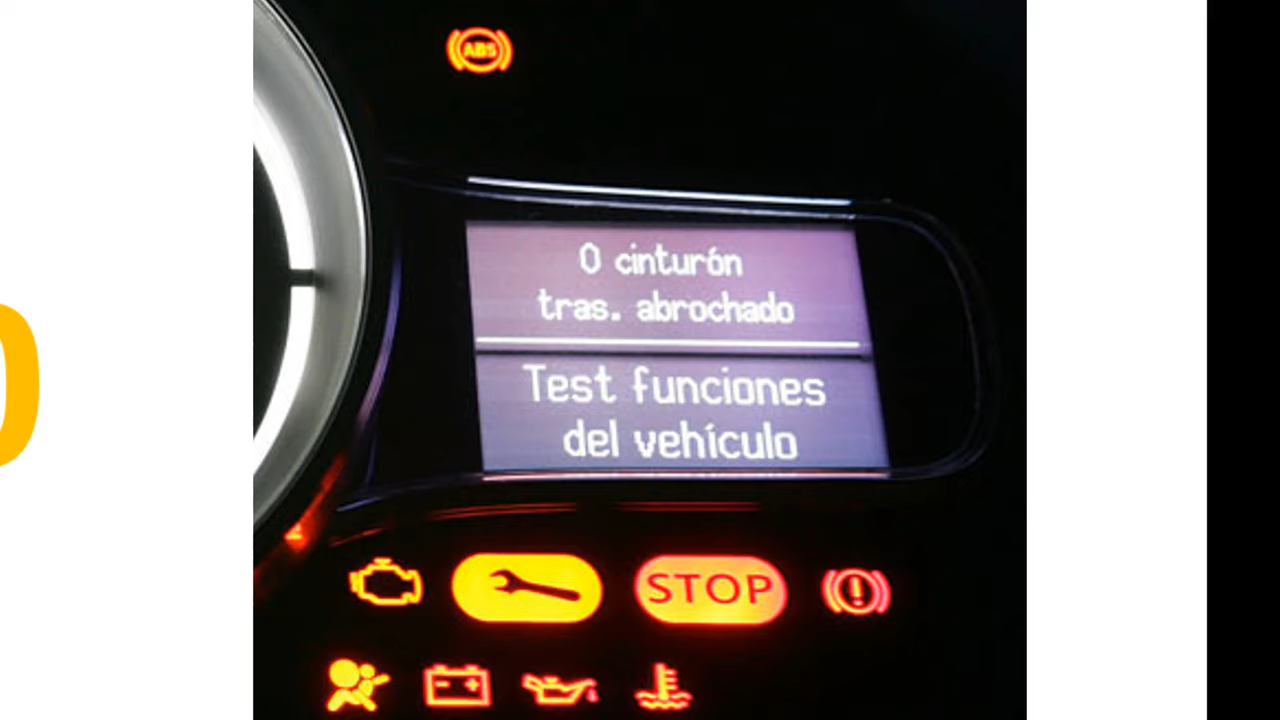 ABS
0 cinturón
tras. abrochado
Test funciones
del vehículo
STOP